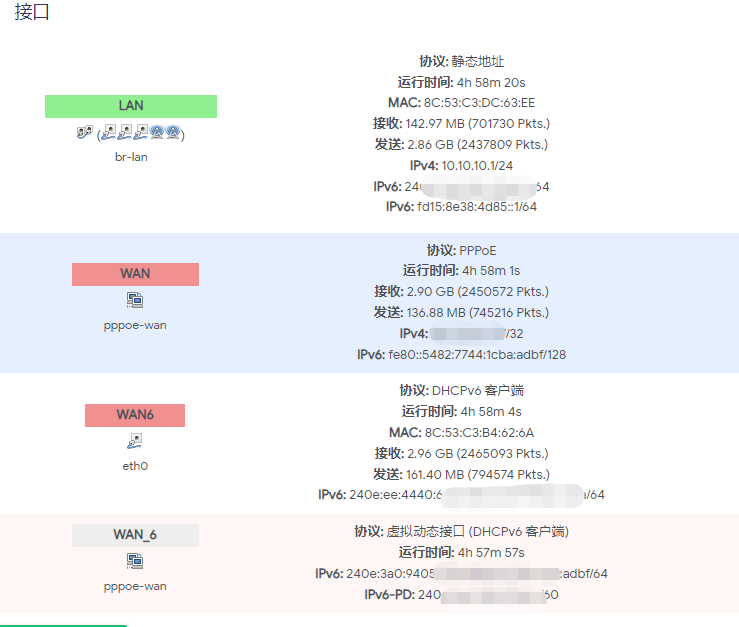 接口
LAN
br-lan
协议: 静态地址
运行时间: 4h 58m 20s
MAC: 8C:53:C3:DC:63:EE
接收: 142.97 MB (701730 Pkts.)
发送: 2.86 GB (2437809 Pkts.)
IPv4: 10.10.10.1/24
IPv6: 240 64
IPv6: fd15:8e38:4d85::1/64
WAN
pppoe-wan
协议: PPPoE
运行时间: 4h 58m 1s
接收: 2.90 GB (2450572 Pkts.)
发送: 136.88 MB (745216 Pkts.)
IPv4: /32
IPv6: fe80::5482:7744:1cba:adbf/128
WAN6
eth0
协议: DHCPv6 客户端
运行时间: 4h 58m 4s
MAC: 8C:53:C3:B4:62:6A
接收: 2.96 GB (2465093 Pkts.)
发送: 161.40 MB (794574 Pkts.)
IPv6: 240e:ee:4440:6 a/64
WAN_6
pppoe-wan
协议: 虚拟动态接口 (DHCPv6 客户端)
运行时间: 4h 57m 57s
IPv6: 240e:3a0:9405 :adbf/64
IPv6-PD: 240 /60